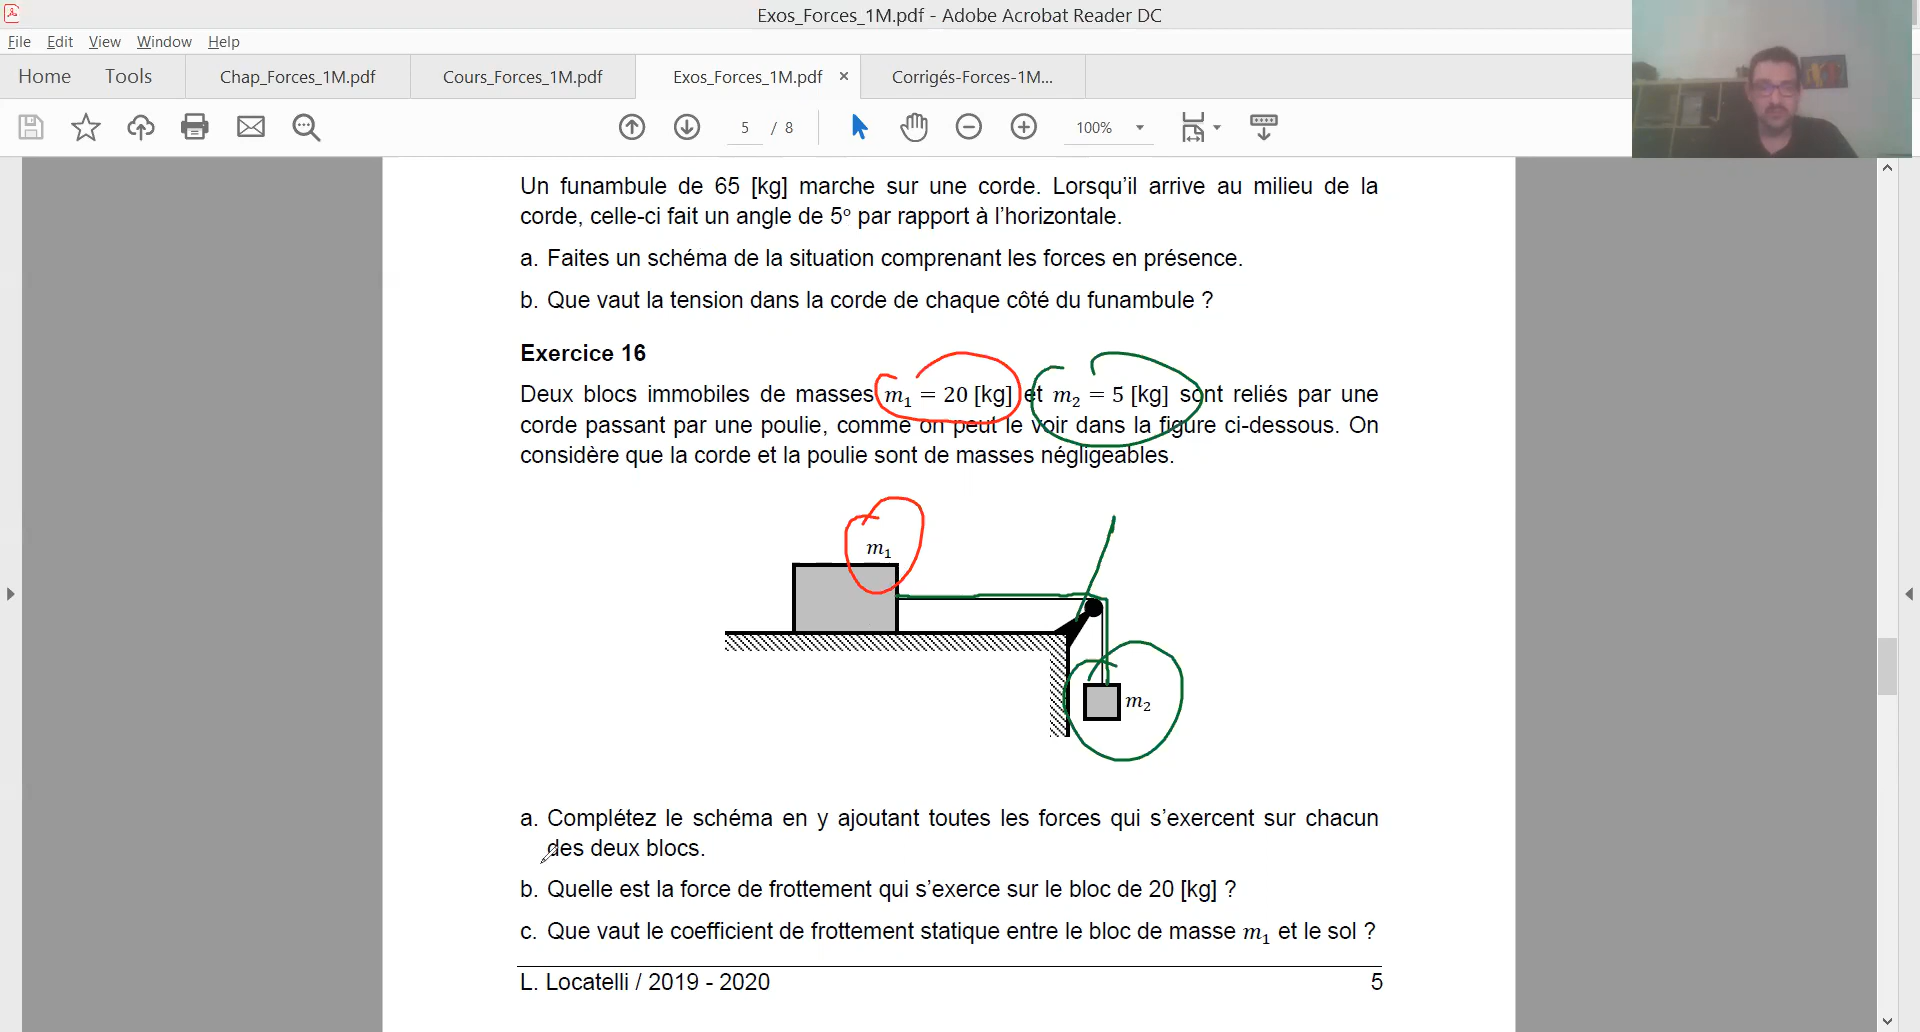 Exos_Forces_1M.pdf - Adobe Acrobat Reader DC
File Edit View Window Help
Home Tools Chap_Forces_1M.pdf Cours_Forces_1M.pdf Exos_Forces_1M.pdf × Corrigés-Forces-1M...
5 / 8 100%
Un funambule de 65 [kg] marche sur une corde. Lorsqu'il arrive au milieu de la
corde, celle-ci fait un angle de 5° par rapport à l'horizontale.
a. Faites un schéma de la situation comprenant les forces en présence.
b. Que vaut la tension dans la corde de chaque côté du funambule ?
Exercice 16
Deux blocs immobiles de masses m₁ = 20 [kg] et m₂ = 5 [kg] sont reliés par une
corde passant par une poulie, comme on peut le voir dans la figure ci-dessous. On
considère que la corde et la poulie sont de masses négligeables.
m₁
m₂
a. Complétez le schéma en y ajoutant toutes les forces qui s'exercent sur chacun
des deux blocs.
b. Quelle est la force de frottement qui s'exerce sur le bloc de 20 [kg] ?
c. Que vaut le coefficient de frottement statique entre le bloc de masse m₁ et le sol ?
L. Locatelli / 2019 - 2020 5